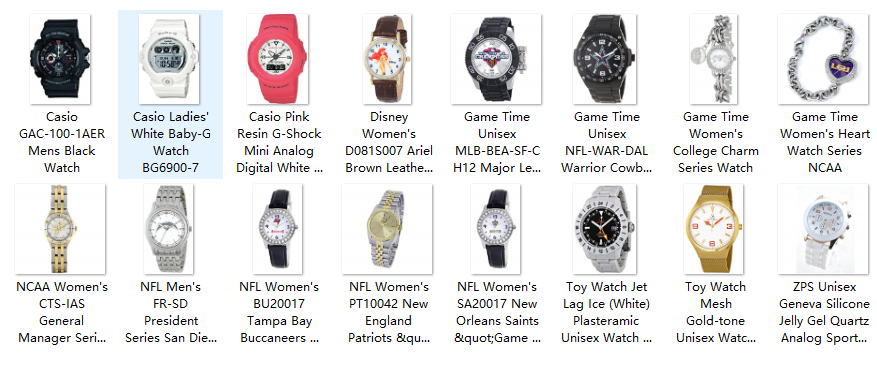 Casio
GAC-100-1AER
Mens Black
Watch
Casio Ladies'
White Baby-G
Watch
BG6900-7
Casio Pink
Resin G-Shock
Mini Analog
Digital White ...
Disney
Women's
D081S007 Ariel
Brown Leathe...
Game Time
Unisex
MLB-BEA-SF-C
H12 Major Le...
Game Time
Unisex
NFL-WAR-DAL
Warrior Cowb...
Game Time
Women's
College Charm
Series Watch
Game Time
Women's Heart
Watch Series
NCAA
LSU
NCAA Women's
CTS-IAS
General
Manager Seri...
NFL Men's
FR-SD
President
Series San Die...
NFL Women's
BU20017
Tampa Bay
Buccaneers ...
NFL Women's
PT10042 New
England
Patriots &qu...
NFL Women's
SA20017 New
Orleans Saints
&quot;Game ...
Toy Watch Jet
Lag Ice (White)
Plasteramic
Unisex Watch ...
Toy Watch
Mesh
Gold-tone
Unisex Watc...
ZPS Unisex
Geneva Silicone
Jelly Gel Quartz
Analog Sport...